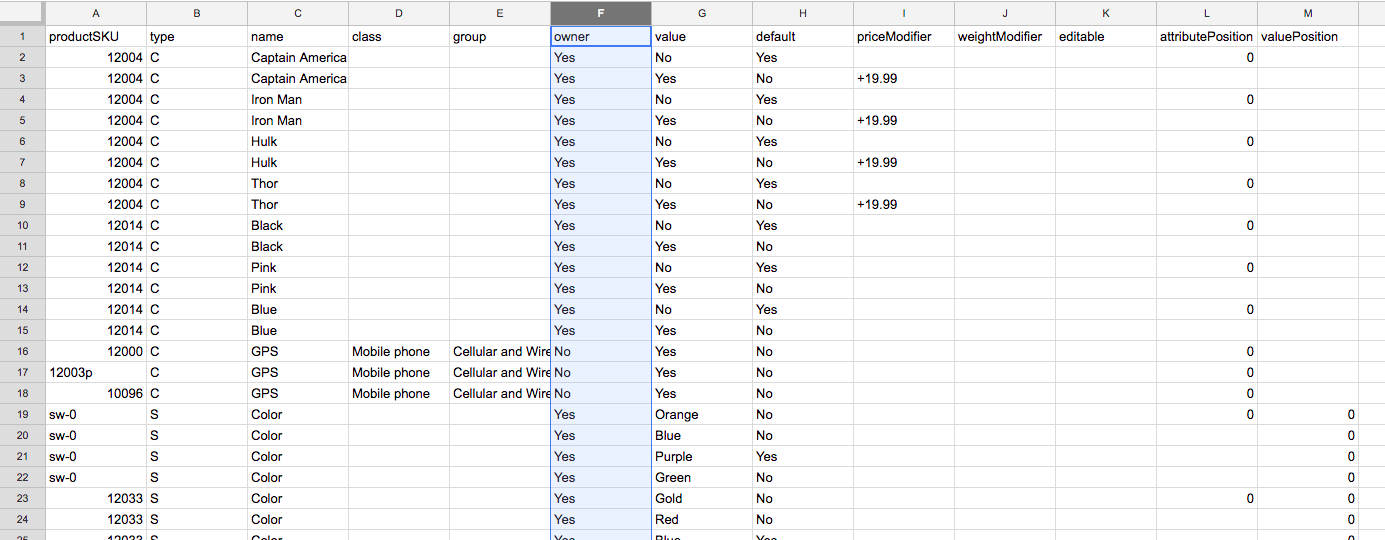 A B C D E F G H I J K L M
1 productSKU type name class group owner value default priceModifier weightModifier editable attributePosition valuePosition
2 12004 C Captain America Yes No Yes 0
3 12004 C Captain America Yes Yes No +19.99
4 12004 C Iron Man Yes No Yes 0
5 12004 C Iron Man Yes Yes No +19.99
6 12004 C Hulk Yes No Yes 0
7 12004 C Hulk Yes Yes No +19.99
8 12004 C Thor Yes No Yes 0
9 12004 C Thor Yes Yes No +19.99
10 12014 C Black Yes No Yes 0
11 12014 C Black Yes Yes No
12 12014 C Pink Yes No Yes 0
13 12014 C Pink Yes Yes No
14 12014 C Blue Yes No Yes 0
15 12014 C Blue Yes Yes No
16 12000 C GPS Mobile phone Cellular and Wire No Yes No 0
17 12003p C GPS Mobile phone Cellular and Wire No Yes No 0
18 10096 C GPS Mobile phone Cellular and Wire No Yes No 0
19 sw-0 S Color Yes Orange No 0 0
20 sw-0 S Color Yes Blue No 0
21 sw-0 S Color Yes Purple Yes 0
22 sw-0 S Color Yes Green No 0
23 12033 S Color Yes Gold No 0 0
24 12033 S Color Yes Red No 0
25 12033 S Color Yes Blue Yes 0